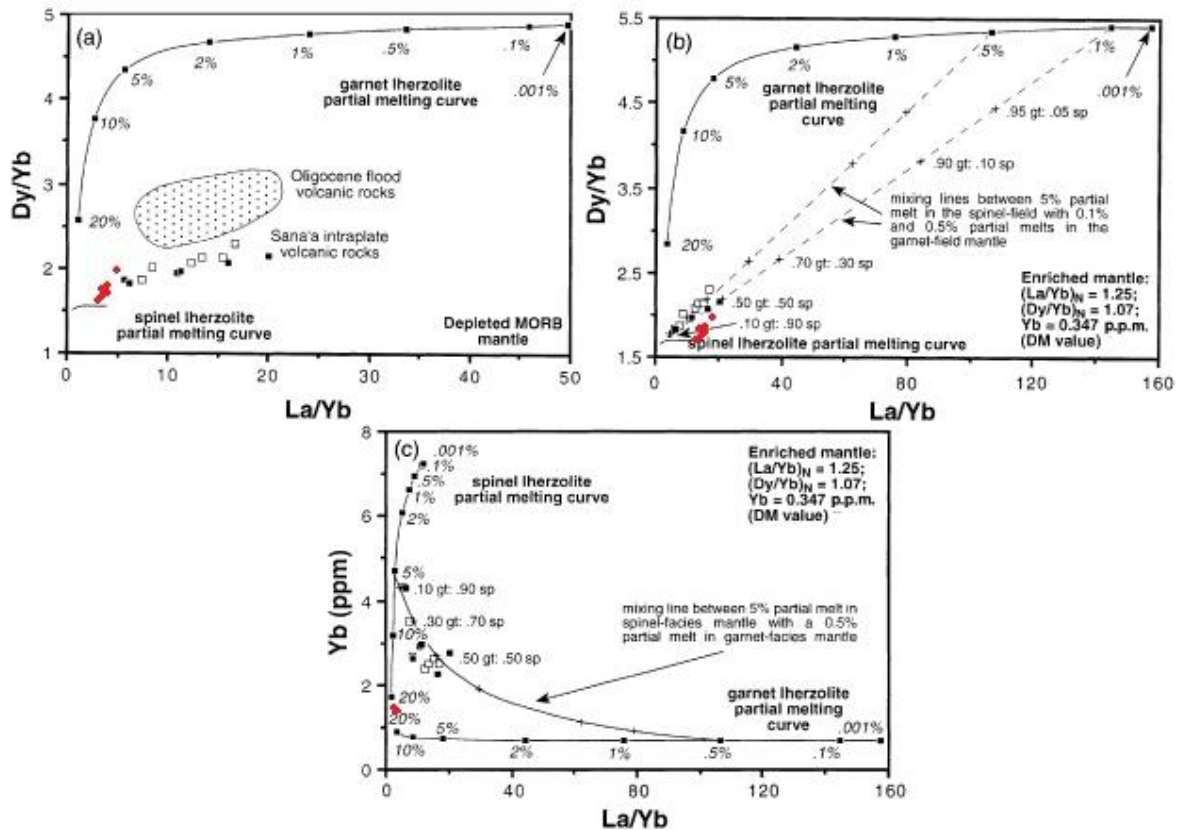 (a)
5
4
3
2
1
Dy/Yb
0
10
20
30
40
50
La/Yb
20%
10%
5%
2%
1%
.5%
.1%
.001%
garnet lherzolite
partial melting curve
Oligocene flood
volcanic rocks
Sana'a intraplate
volcanic rocks
spinel lherzolite
partial melting curve
Depleted MORB
mantle
(b)
5.5
4.5
3.5
2.5
1.5
Dy/Yb
0
40
80
120
160
La/Yb
20%
10%
5%
2%
1%
.5%
.1%
.001%
garnet lherzolite
partial melting
curve
.95 gt: .05 sp
.90 gt: .10 sp
mixing lines between 5% partial
melt in the spinel-field with 0.1%
and 0.5% partial melts in the
garnet-field mantle
.70 gt: .30 sp
.50 gt: .50 sp
.10 gt: .90 sp
spinel lherzolite partial melting curve
Enriched mantle:
(La/Yb)N = 1.25;
(Dy/Yb)N = 1.07;
Yb = 0.347 p.p.m.
(DM value)
(c)
8
6
4
2
0
Yb (ppm)
0
40
80
120
160
La/Yb
.001%
.1%
.5%
1%
2%
5%
10%
20%
spinel lherzolite
partial melting curve
.10 gt: .90 sp
.30 gt: .70 sp
.50 gt: .50 sp
Enriched mantle:
(La/Yb)N = 1.25;
(Dy/Yb)N = 1.07;
Yb = 0.347 p.p.m.
(DM value)
mixing line between 5% partial melt in
spinel-facies mantle with a 0.5%
partial melt in garnet-facies mantle
garnet lherzolite
partial melting
curve
20%
10%
5%
2%
1%
.5%
.1%
.001%